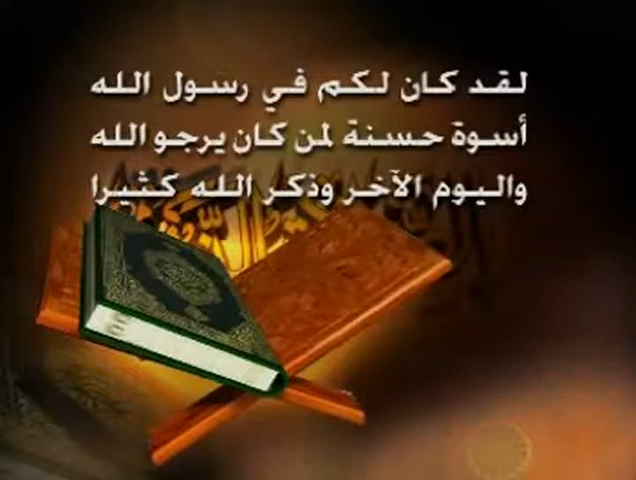 لقد كان لكم في رسول الله
أسوة حسنة لمن كان يرجو الله
واليوم الآخر وذكر الله كثيرا